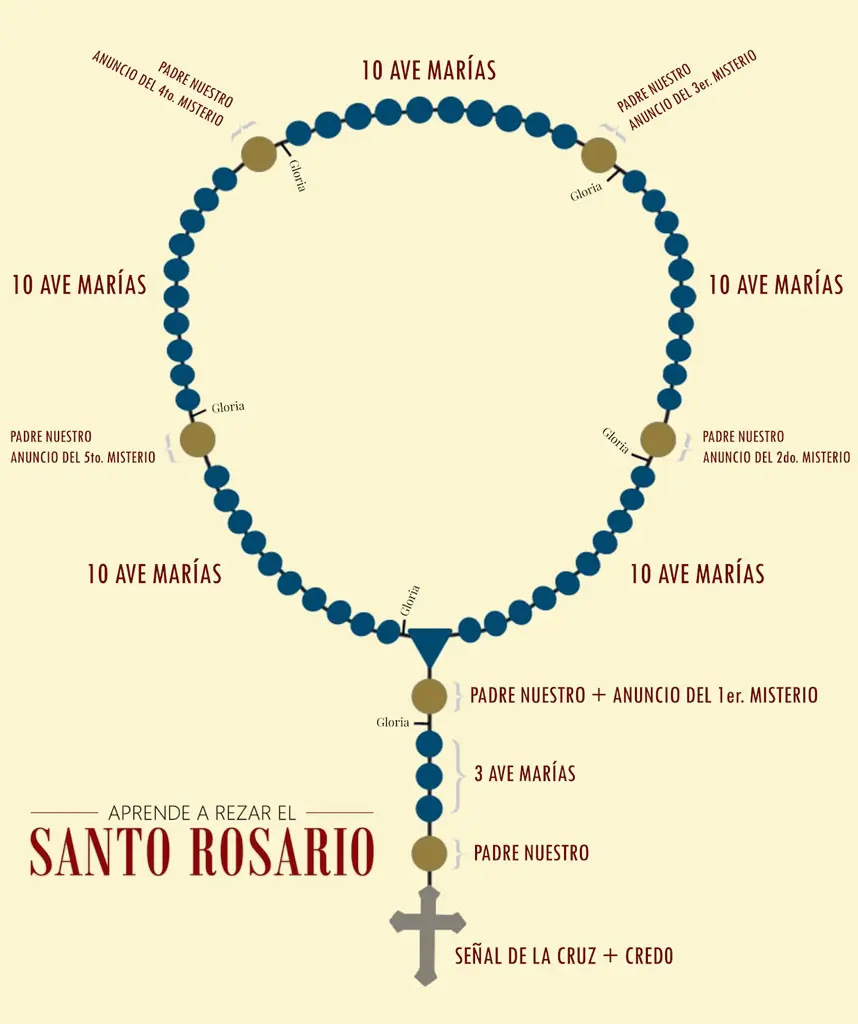 10 AVE MARÍAS
PADRE NUESTRO
ANUNCIO DEL 4to. MISTERIO
PADRE NUESTRO
ANUNCIO DEL 3er. MISTERIO
Gloria
Gloria
10 AVE MARÍAS
10 AVE MARÍAS
Gloria
Gloria
PADRE NUESTRO
ANUNCIO DEL 5to. MISTERIO
PADRE NUESTRO
ANUNCIO DEL 2do. MISTERIO
10 AVE MARÍAS
10 AVE MARÍAS
Gloria
PADRE NUESTRO + ANUNCIO DEL 1er. MISTERIO
Gloria
3 AVE MARÍAS
APRENDE A REZAR EL
SANTO ROSARIO
PADRE NUESTRO
SEÑAL DE LA CRUZ + CREDO